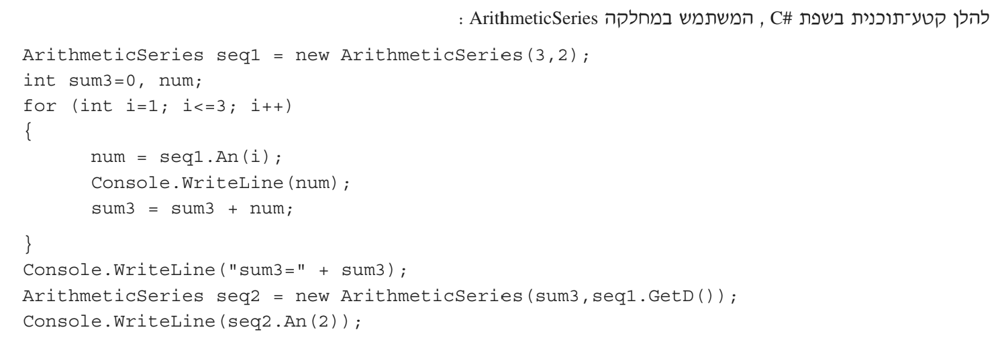 להלן קטע־תוכנית בשפת C# , המשתמש במחלקה ArithmeticSeries :
ArithmeticSeries seq1 = new ArithmeticSeries(3,2);
int sum3=0, num;
for (int i=1; i<=3; i++)
{
num = seq1.An(i);
Console.WriteLine(num);
sum3 = sum3 + num;
}
Console.WriteLine("sum3=" + sum3);
ArithmeticSeries seq2 = new ArithmeticSeries(sum3,seq1.GetD());
Console.WriteLine(seq2.An(2));